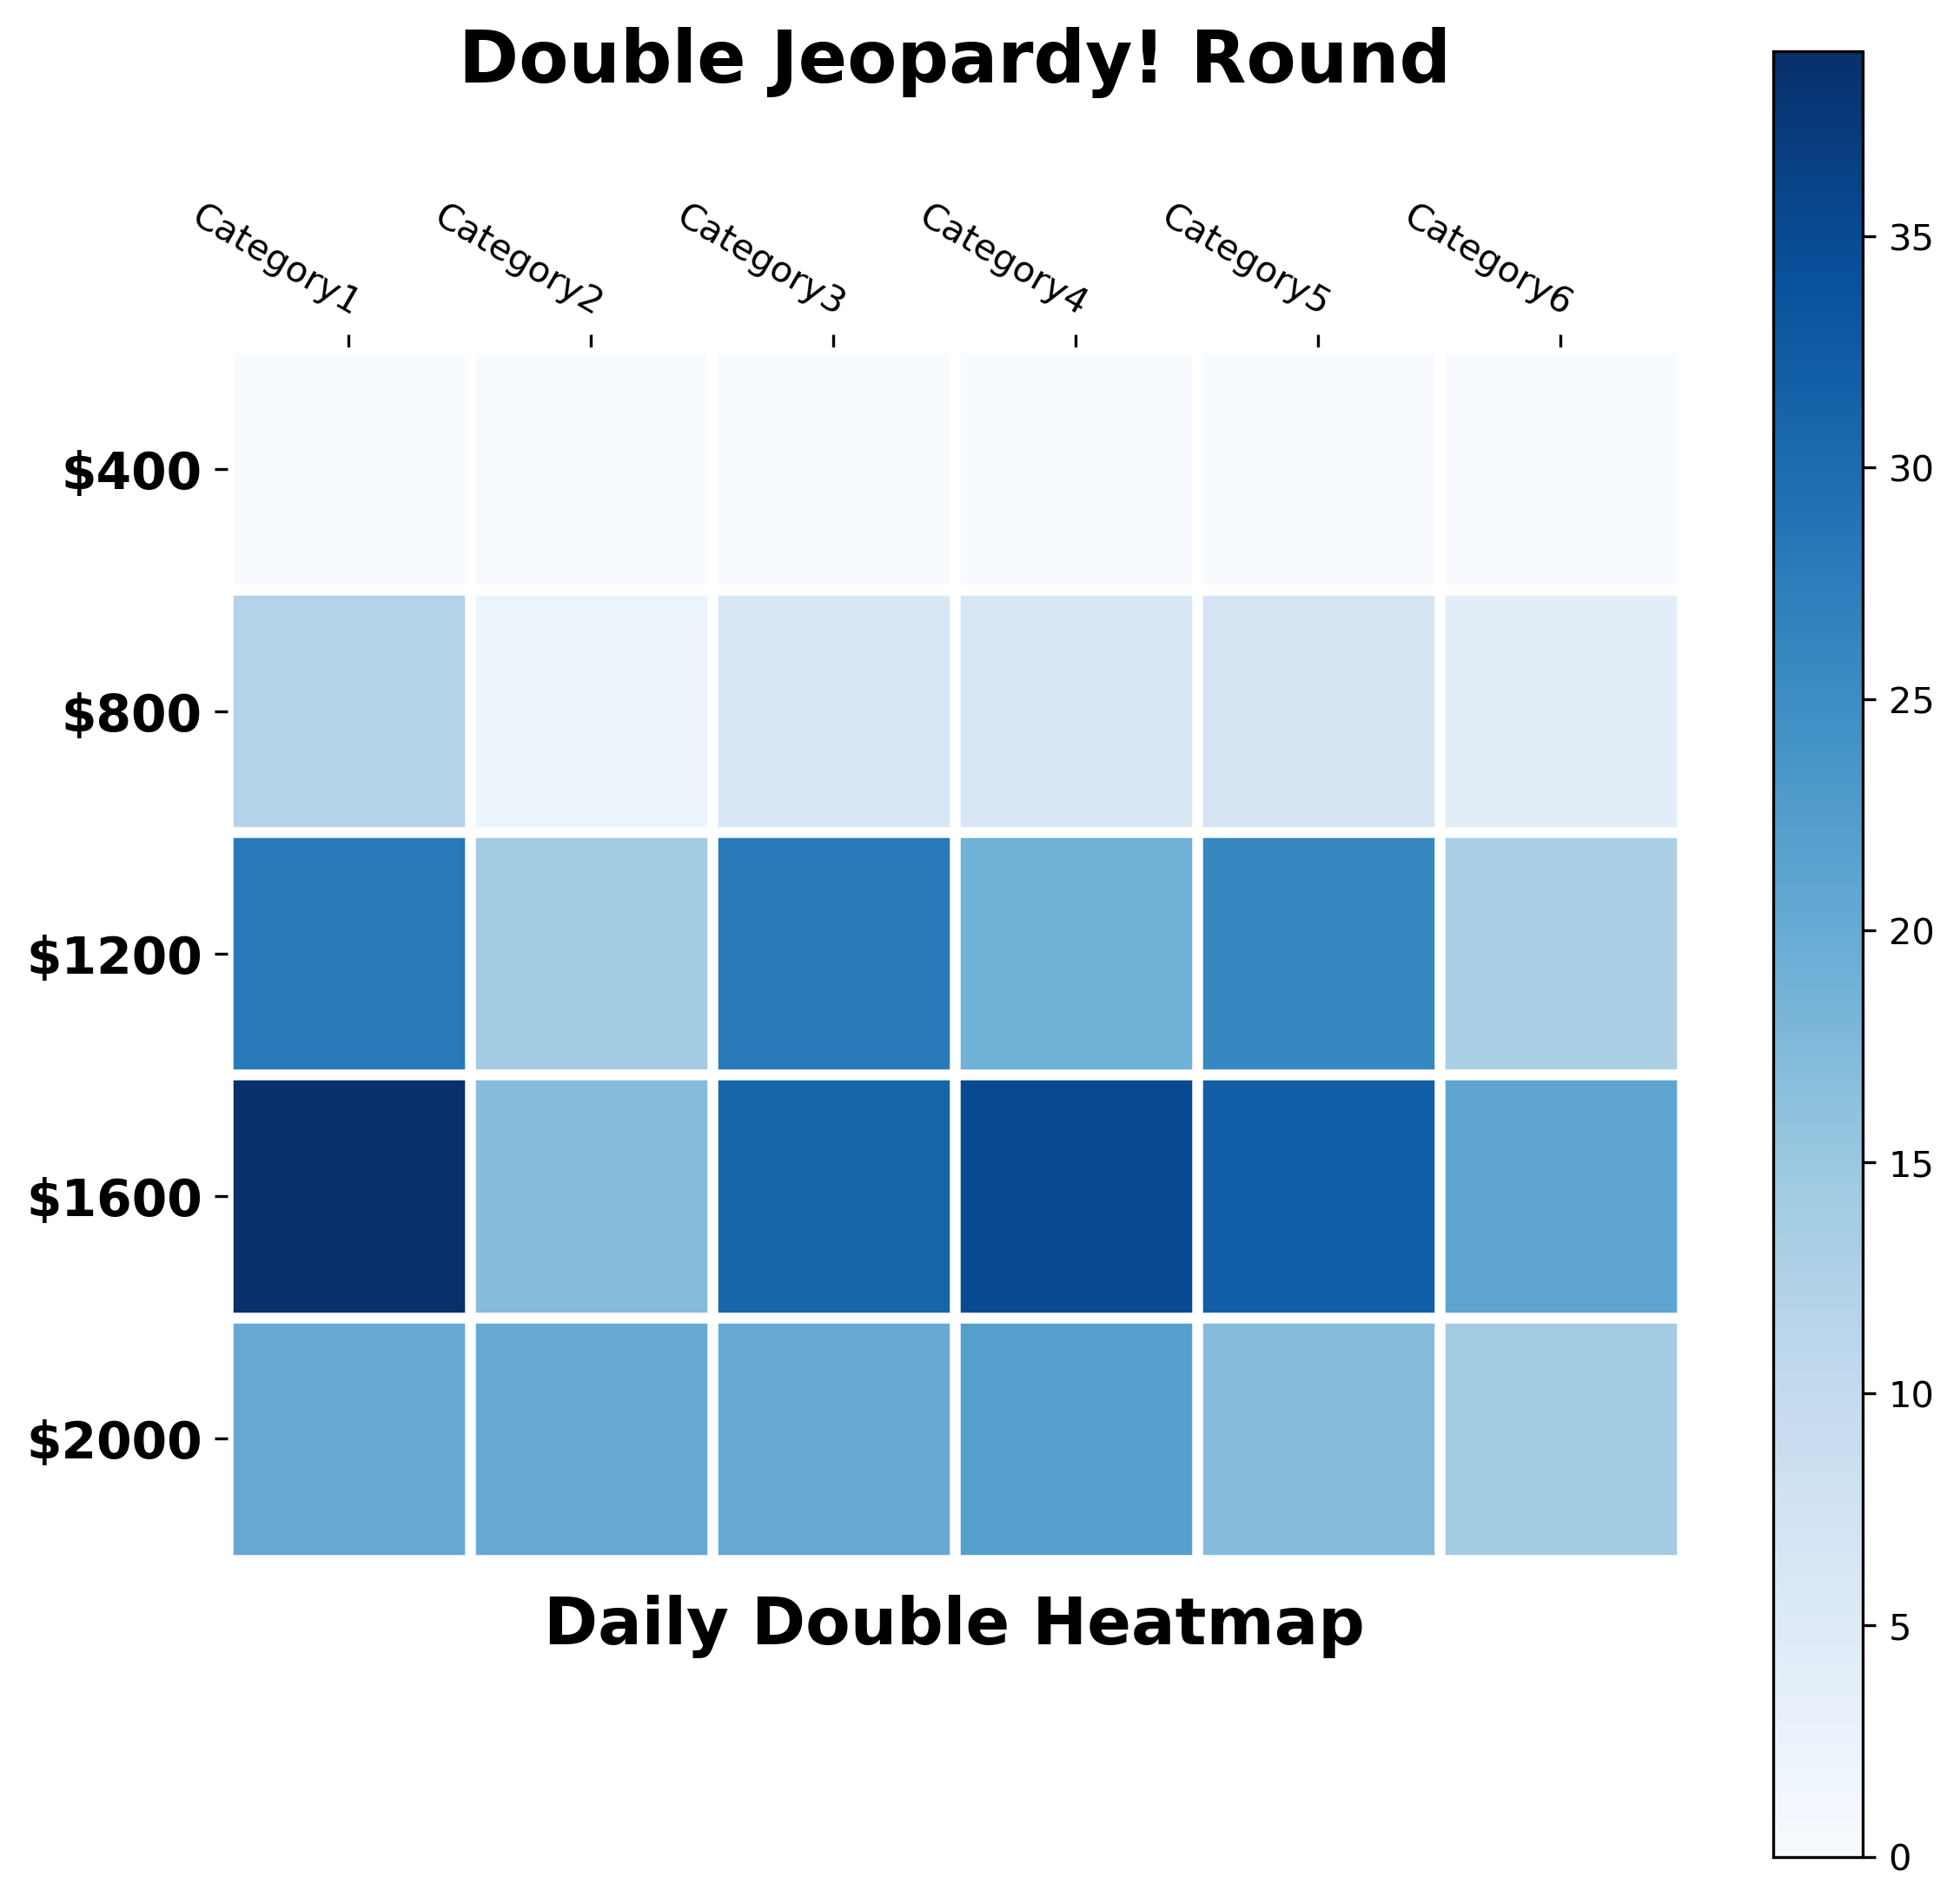 Double Jeopardy! Round
Category1
Category2
Category3
Category4
Category5
Category6
$400
$800
$1200
$1600
$2000
Daily Double Heatmap
35
30
25
20
15
10
5
0